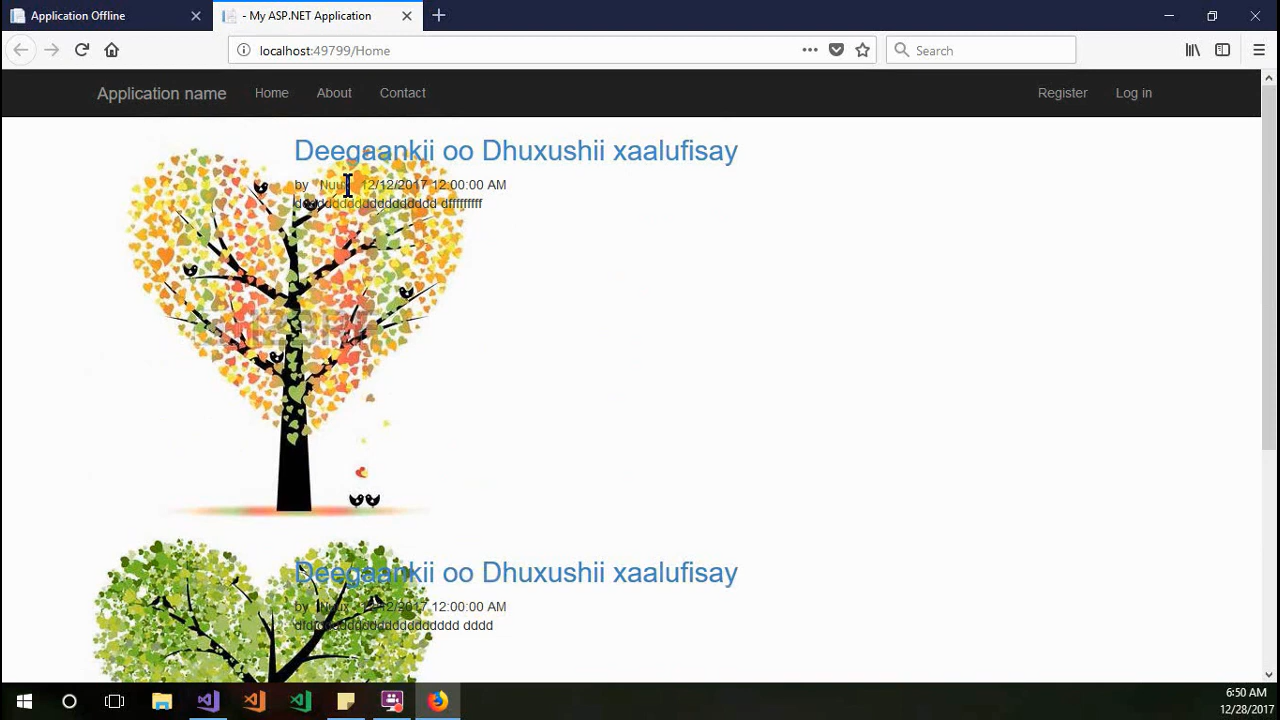 Application Offline
- My ASP.NET Application
localhost:49799/Home
Search
Application name
Home
About
Contact
Register
Log in
Deegaankii oo Dhuxushii xaalufisay
by 12/12/2017 12:00:00 AM
dfffffffff
Deegaankii oo Dhuxushii xaalufisay
by Nuux 12/12/2017 12:00:00 AM
dddd
6:50 AM
12/28/2017